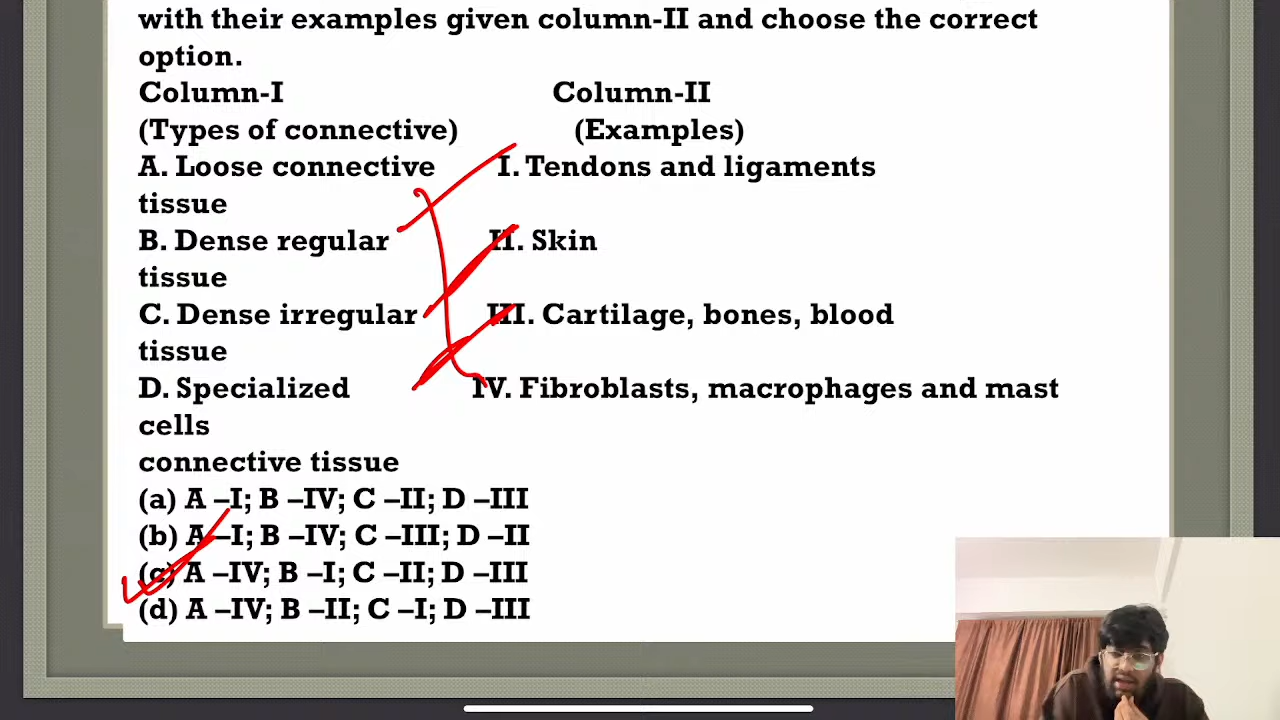 with their examples given column-II and choose the correct
option.
Column-I Column-II
(Types of connective) (Examples)
A. Loose connective I. Tendons and ligaments
tissue
B. Dense regular II. Skin
tissue
C. Dense irregular III. Cartilage, bones, blood
tissue
D. Specialized IV. Fibroblasts, macrophages and mast
cells
connective tissue
(a) A –I; B –IV; C –II; D –III
(b) A –I; B –IV; C –III; D –II
(c) A –IV; B –I; C –II; D –III
(d) A –IV; B –II; C –I; D –III